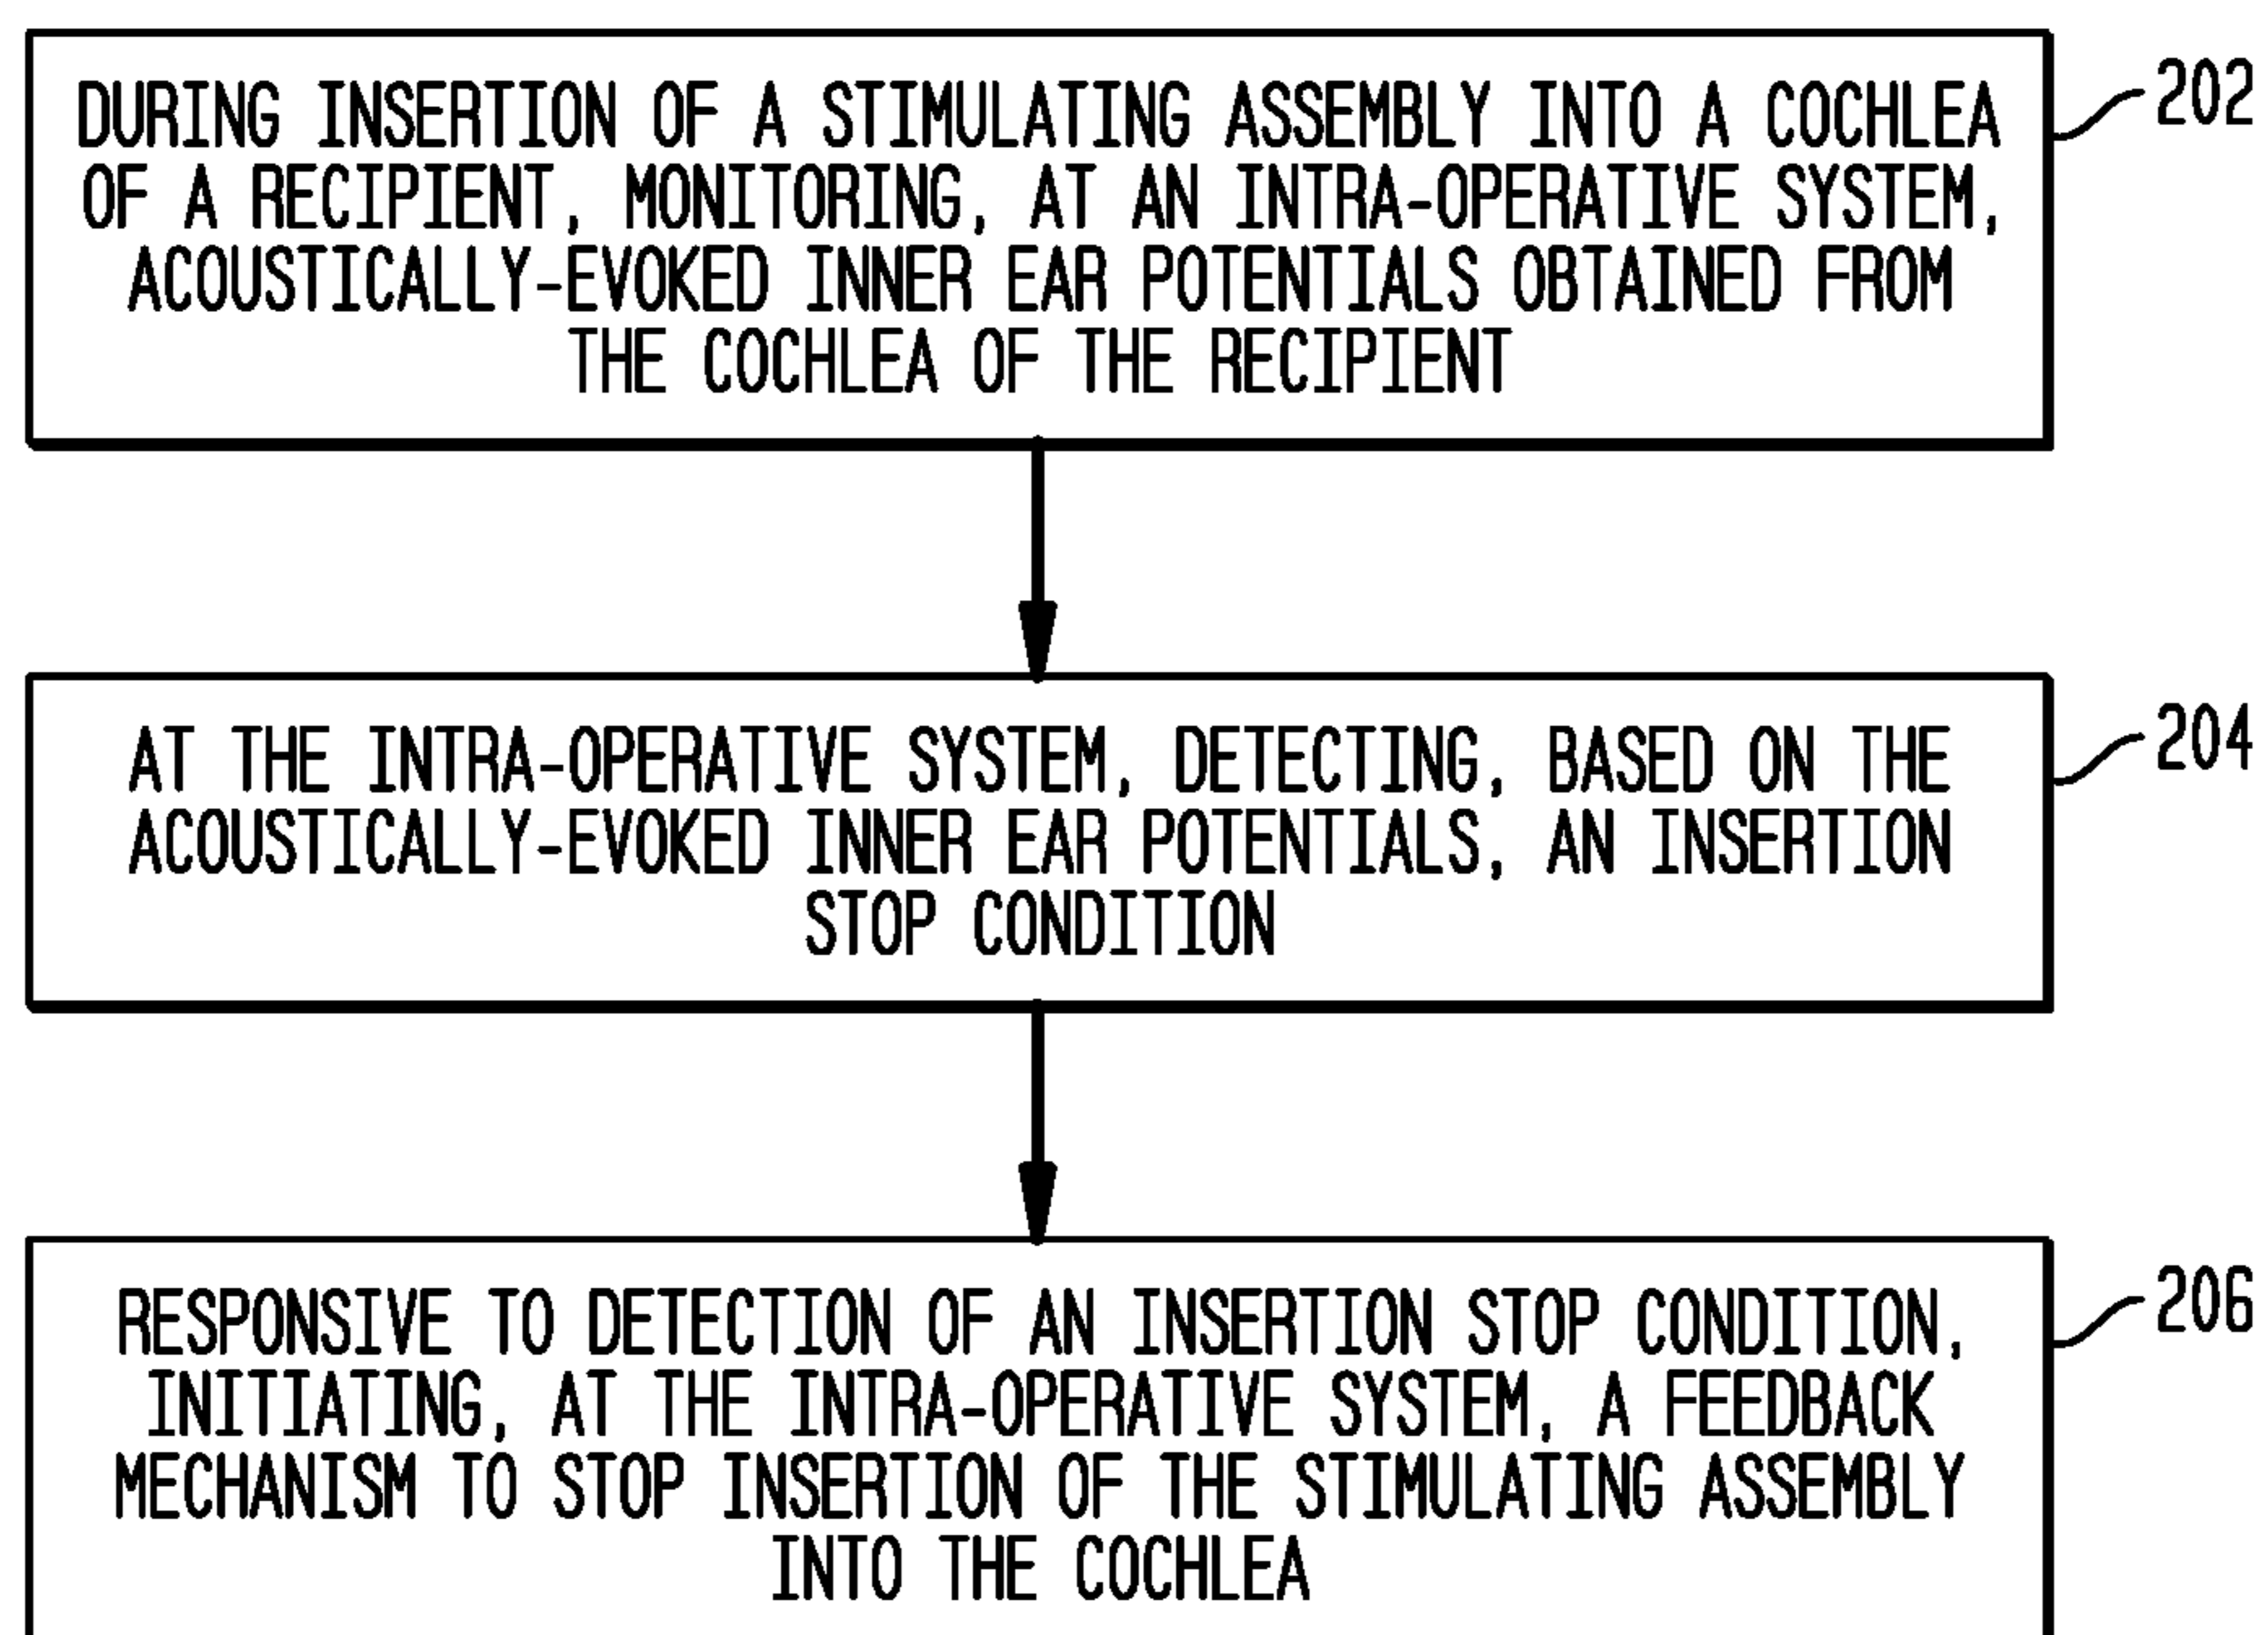 DURING INSERTION OF A STIMULATING ASSEMBLY INTO A COCHLEA
OF A RECIPIENT, MONITORING, AT AN INTRA-OPERATIVE SYSTEM,
ACOUSTICALLY-EVOKED INNER EAR POTENTIALS OBTAINED FROM
THE COCHLEA OF THE RECIPIENT
202
AT THE INTRA-OPERATIVE SYSTEM, DETECTING, BASED ON THE
ACOUSTICALLY-EVOKED INNER EAR POTENTIALS, AN INSERTION
STOP CONDITION
204
RESPONSIVE TO DETECTION OF AN INSERTION STOP CONDITION,
INITIATING, AT THE INTRA-OPERATIVE SYSTEM, A FEEDBACK
MECHANISM TO STOP INSERTION OF THE STIMULATING ASSEMBLY
INTO THE COCHLEA
206